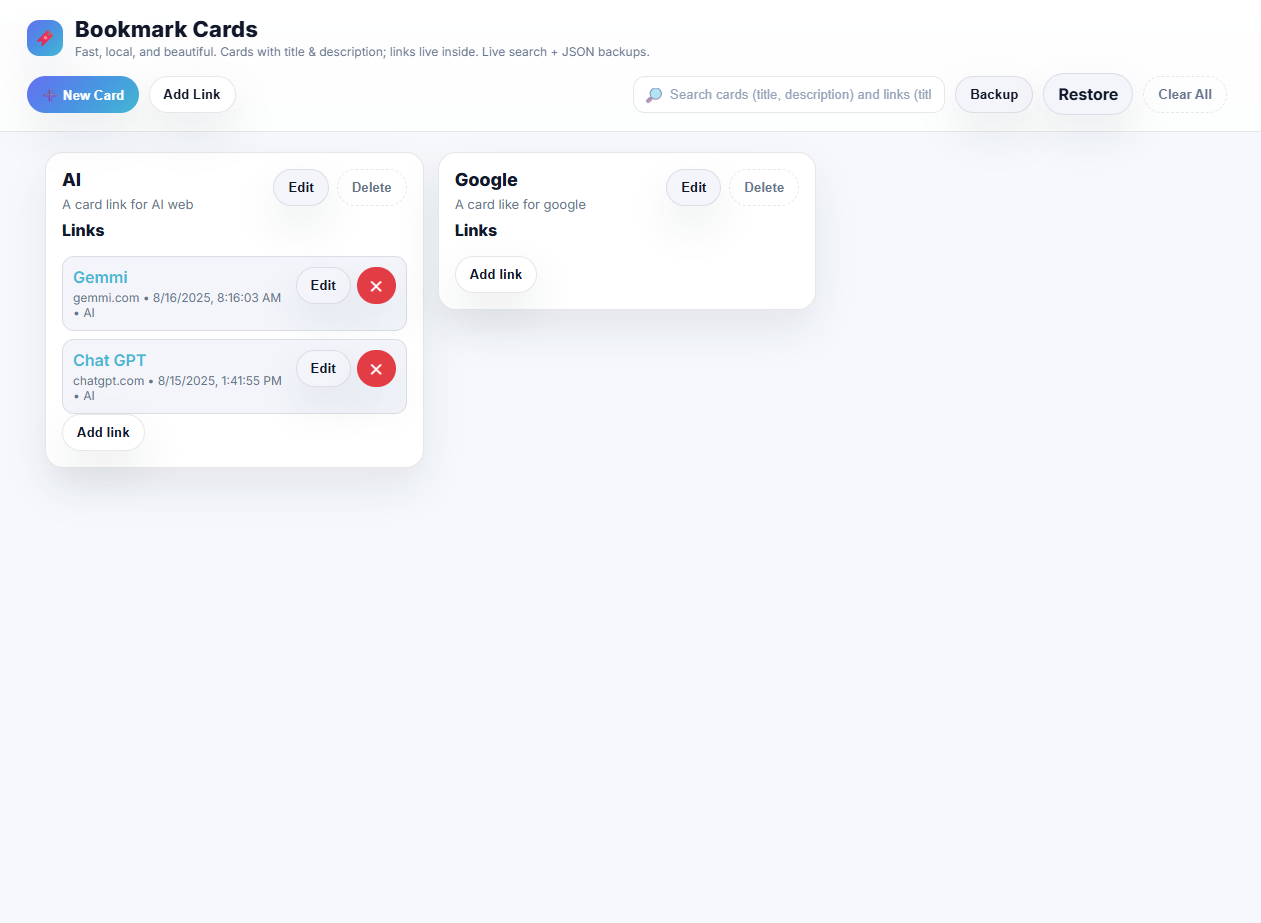 Bookmark Cards
Fast, local, and beautiful. Cards with title & description; links live inside. Live search + JSON backups.
New Card
Add Link
Search cards (title, description) and links (titl
Backup
Restore
Clear All
AI
Edit
Delete
A card link for AI web
Links
Gemmi
gemmi.com • 8/16/2025, 8:16:03 AM
• AI
Edit
Chat GPT
chatgpt.com • 8/15/2025, 1:41:55 PM
• AI
Edit
Add link
Google
Edit
Delete
A card like for google
Links
Add link